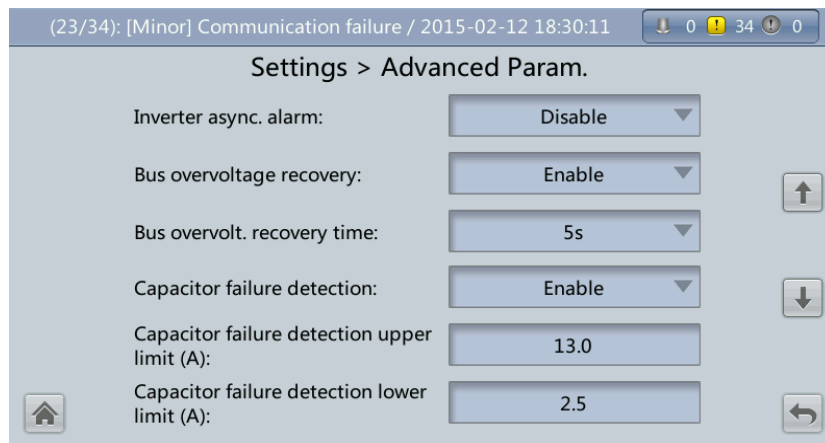 (23/34): [Minor] Communication failure / 2015-02-12 18:30:11 0 ! 34 ! 0
Settings > Advanced Param.
Inverter async. alarm: Disable
Bus overvoltage recovery: Enable
Bus overvolt. recovery time: 5s
Capacitor failure detection: Enable
Capacitor failure detection upper
limit (A): 13.0
Capacitor failure detection lower
limit (A): 2.5